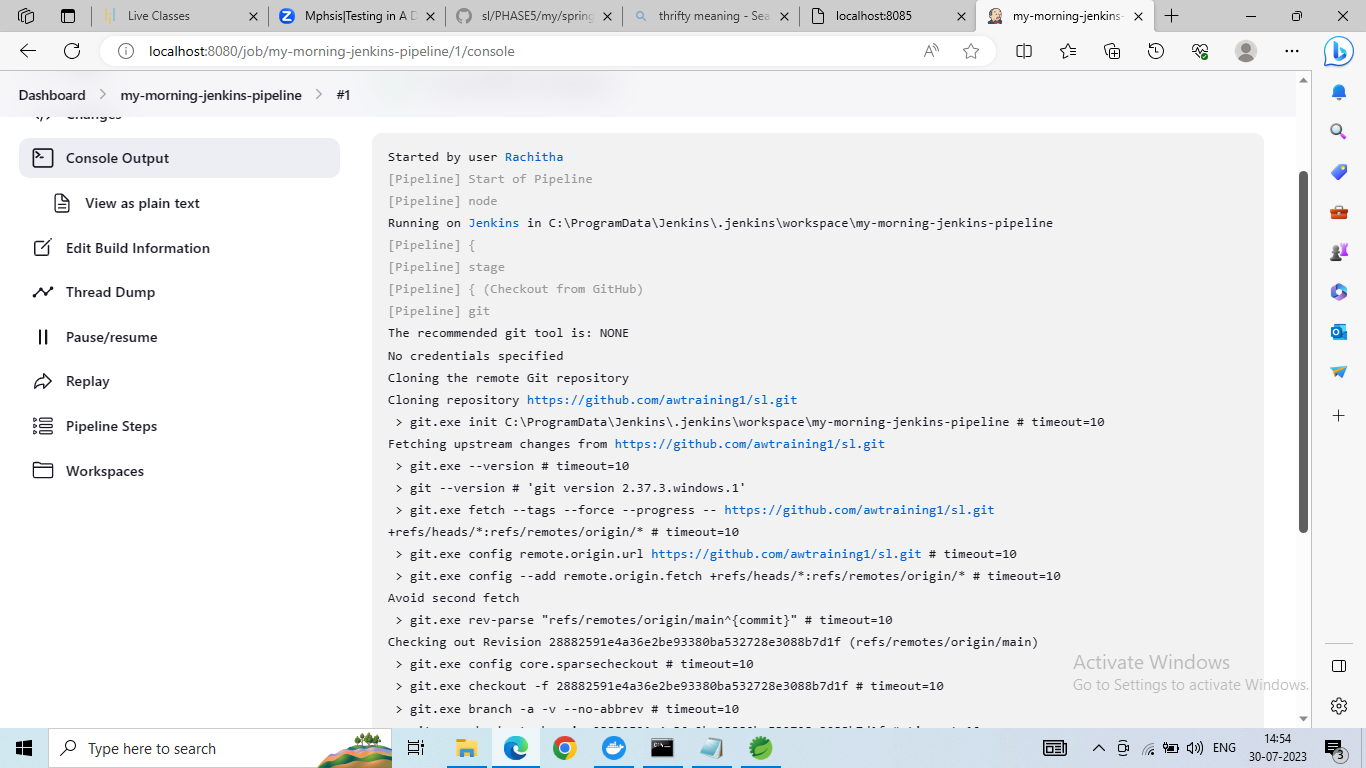 Live Classes
Mphsis|Testing in A D
sl/PHASE5/my/spring
thrifty meaning - Sea
localhost:8085
my-morning-jenkins-
localhost:8080/job/my-morning-jenkins-pipeline/1/console
Dashboard
my-morning-jenkins-pipeline
#1
Changes
Console Output
View as plain text
Edit Build Information
Thread Dump
Pause/resume
Replay
Pipeline Steps
Workspaces
Started by user Rachitha
[Pipeline] Start of Pipeline
[Pipeline] node
Running on Jenkins in C:\ProgramData\Jenkins\.jenkins\workspace\my-morning-jenkins-pipeline
[Pipeline] {
[Pipeline] stage
[Pipeline] { (Checkout from GitHub)
[Pipeline] git
The recommended git tool is: NONE
No credentials specified
Cloning the remote Git repository
Cloning repository https://github.com/awtraining1/sl.git
> git.exe init C:\ProgramData\Jenkins\.jenkins\workspace\my-morning-jenkins-pipeline # timeout=10
Fetching upstream changes from https://github.com/awtraining1/sl.git
> git.exe --version # timeout=10
> git --version # 'git version 2.37.3.windows.1'
> git.exe fetch --tags --force --progress -- https://github.com/awtraining1/sl.git
+refs/heads/*:refs/remotes/origin/* # timeout=10
> git.exe config remote.origin.url https://github.com/awtraining1/sl.git # timeout=10
> git.exe config --add remote.origin.fetch +refs/heads/*:refs/remotes/origin/* # timeout=10
Avoid second fetch
> git.exe rev-parse "refs/remotes/origin/main^{commit}" # timeout=10
Checking out Revision 28882591e4a36e2be93380ba532728e3088b7d1f (refs/remotes/origin/main)
> git.exe config core.sparsecheckout # timeout=10
> git.exe checkout -f 28882591e4a36e2be93380ba532728e3088b7d1f # timeout=10
> git.exe branch -a -v --no-abbrev # timeout=10
Activate Windows
Go to Settings to activate Windows.
Type here to search
ENG
14:54
30-07-2023
3